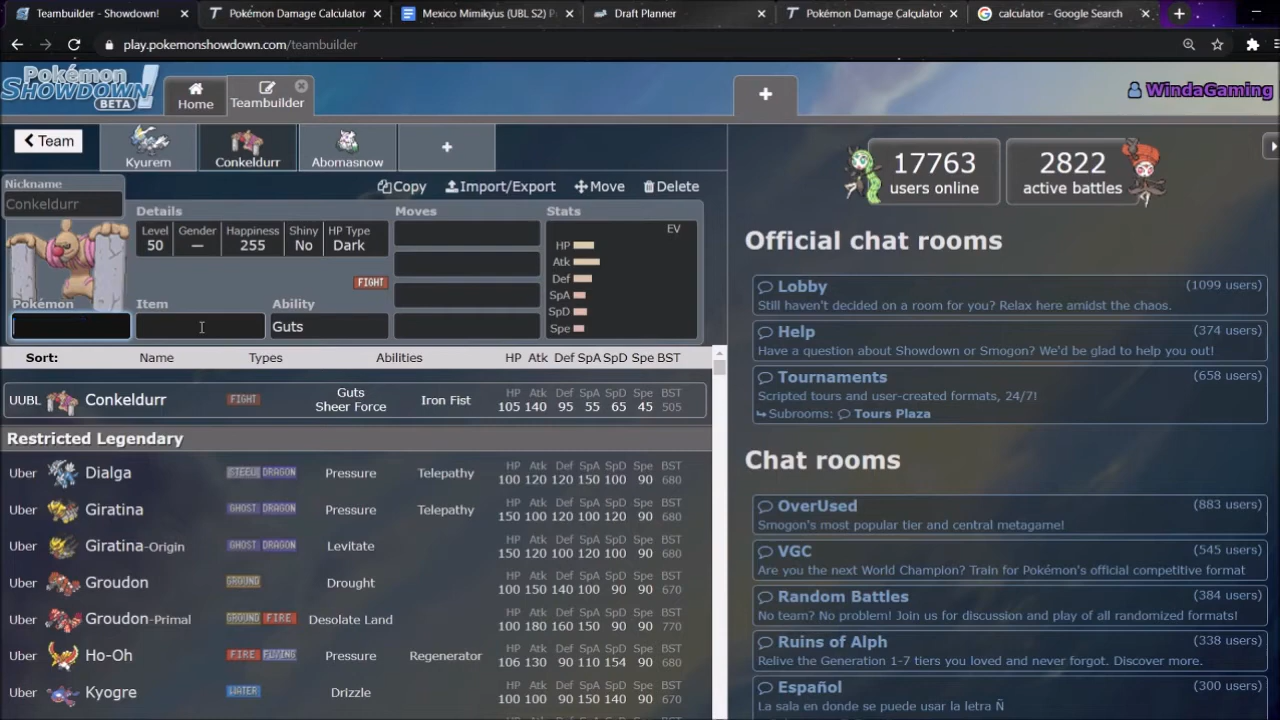 Teambuilder - Showdown!
Pokémon Damage Calculator
Mexico Mimikyus (UBL S2) P
Draft Planner
Pokémon Damage Calculator
calculator - Google Search
play.pokemonshowdown.com/teambuilder
Pokémon
SHOWDOWN!
BETA
Home
Teambuilder
WindaGaming
Team
Kyurem
Conkeldurr
Abomasnow
17763
users online
2822
active battles
Copy
Import/Export
Move
Delete
Nickname
Conkeldurr
Details
Level
50
Gender
—
Happiness
255
Shiny
No
HP Type
Dark
FIGHT
Pokémon
Item
Ability
Guts
Moves
Stats
EV
HP
Atk
Def
SpA
SpD
Spe
Sort: Name Types Abilities HP Atk Def SpA SpD Spe BST
UUBL Conkeldurr FIGHT Guts Sheer Force Iron Fist HP 105 Atk 140 Def 95 SpA 55 SpD 65 Spe 45 BST 505
Restricted Legendary
Uber Dialga STEEL DRAGON Pressure Telepathy HP 100 Atk 120 Def 120 SpA 150 SpD 100 Spe 90 BST 680
Uber Giratina GHOST DRAGON Pressure Telepathy HP 150 Atk 100 Def 120 SpA 100 SpD 120 Spe 90 BST 680
Uber Giratina-Origin GHOST DRAGON Levitate HP 150 Atk 120 Def 100 SpA 120 SpD 100 Spe 90 BST 680
Uber Groudon GROUND Drought HP 100 Atk 150 Def 140 SpA 100 SpD 90 Spe 90 BST 670
Uber Groudon-Primal GROUND FIRE Desolate Land HP 100 Atk 180 Def 160 SpA 150 SpD 90 Spe 90 BST 770
Uber Ho-Oh FIRE FLYING Pressure Regenerator HP 106 Atk 130 Def 90 SpA 110 SpD 154 Spe 90 BST 680
Uber Kyogre WATER Drizzle HP 100 Atk 100 Def 90 SpA 150 SpD 140 Spe 90 BST 670
Official chat rooms
Lobby (1099 users)
Still haven't decided on a room for you? Relax here amidst the chaos.
Help (374 users)
Have a question about Showdown or Smogon? We'd be glad to help you out!
Tournaments (658 users)
Scripted tours and user-created formats, 24/7!
Subrooms: Tours Plaza
Chat rooms
OverUsed (883 users)
Smogon's most popular tier and central metagame!
VGC (545 users)
Are you the next World Champion? Train for Pokémon's official competitive format
Random Battles (384 users)
No team? No problem! Join us for discussion and play of all randomized formats!
Ruins of Alph (338 users)
Relive the Generation 1-7 tiers you loved and never forgot. Discover more.
Español (300 users)
La sala en donde se puede usar la letra Ñ